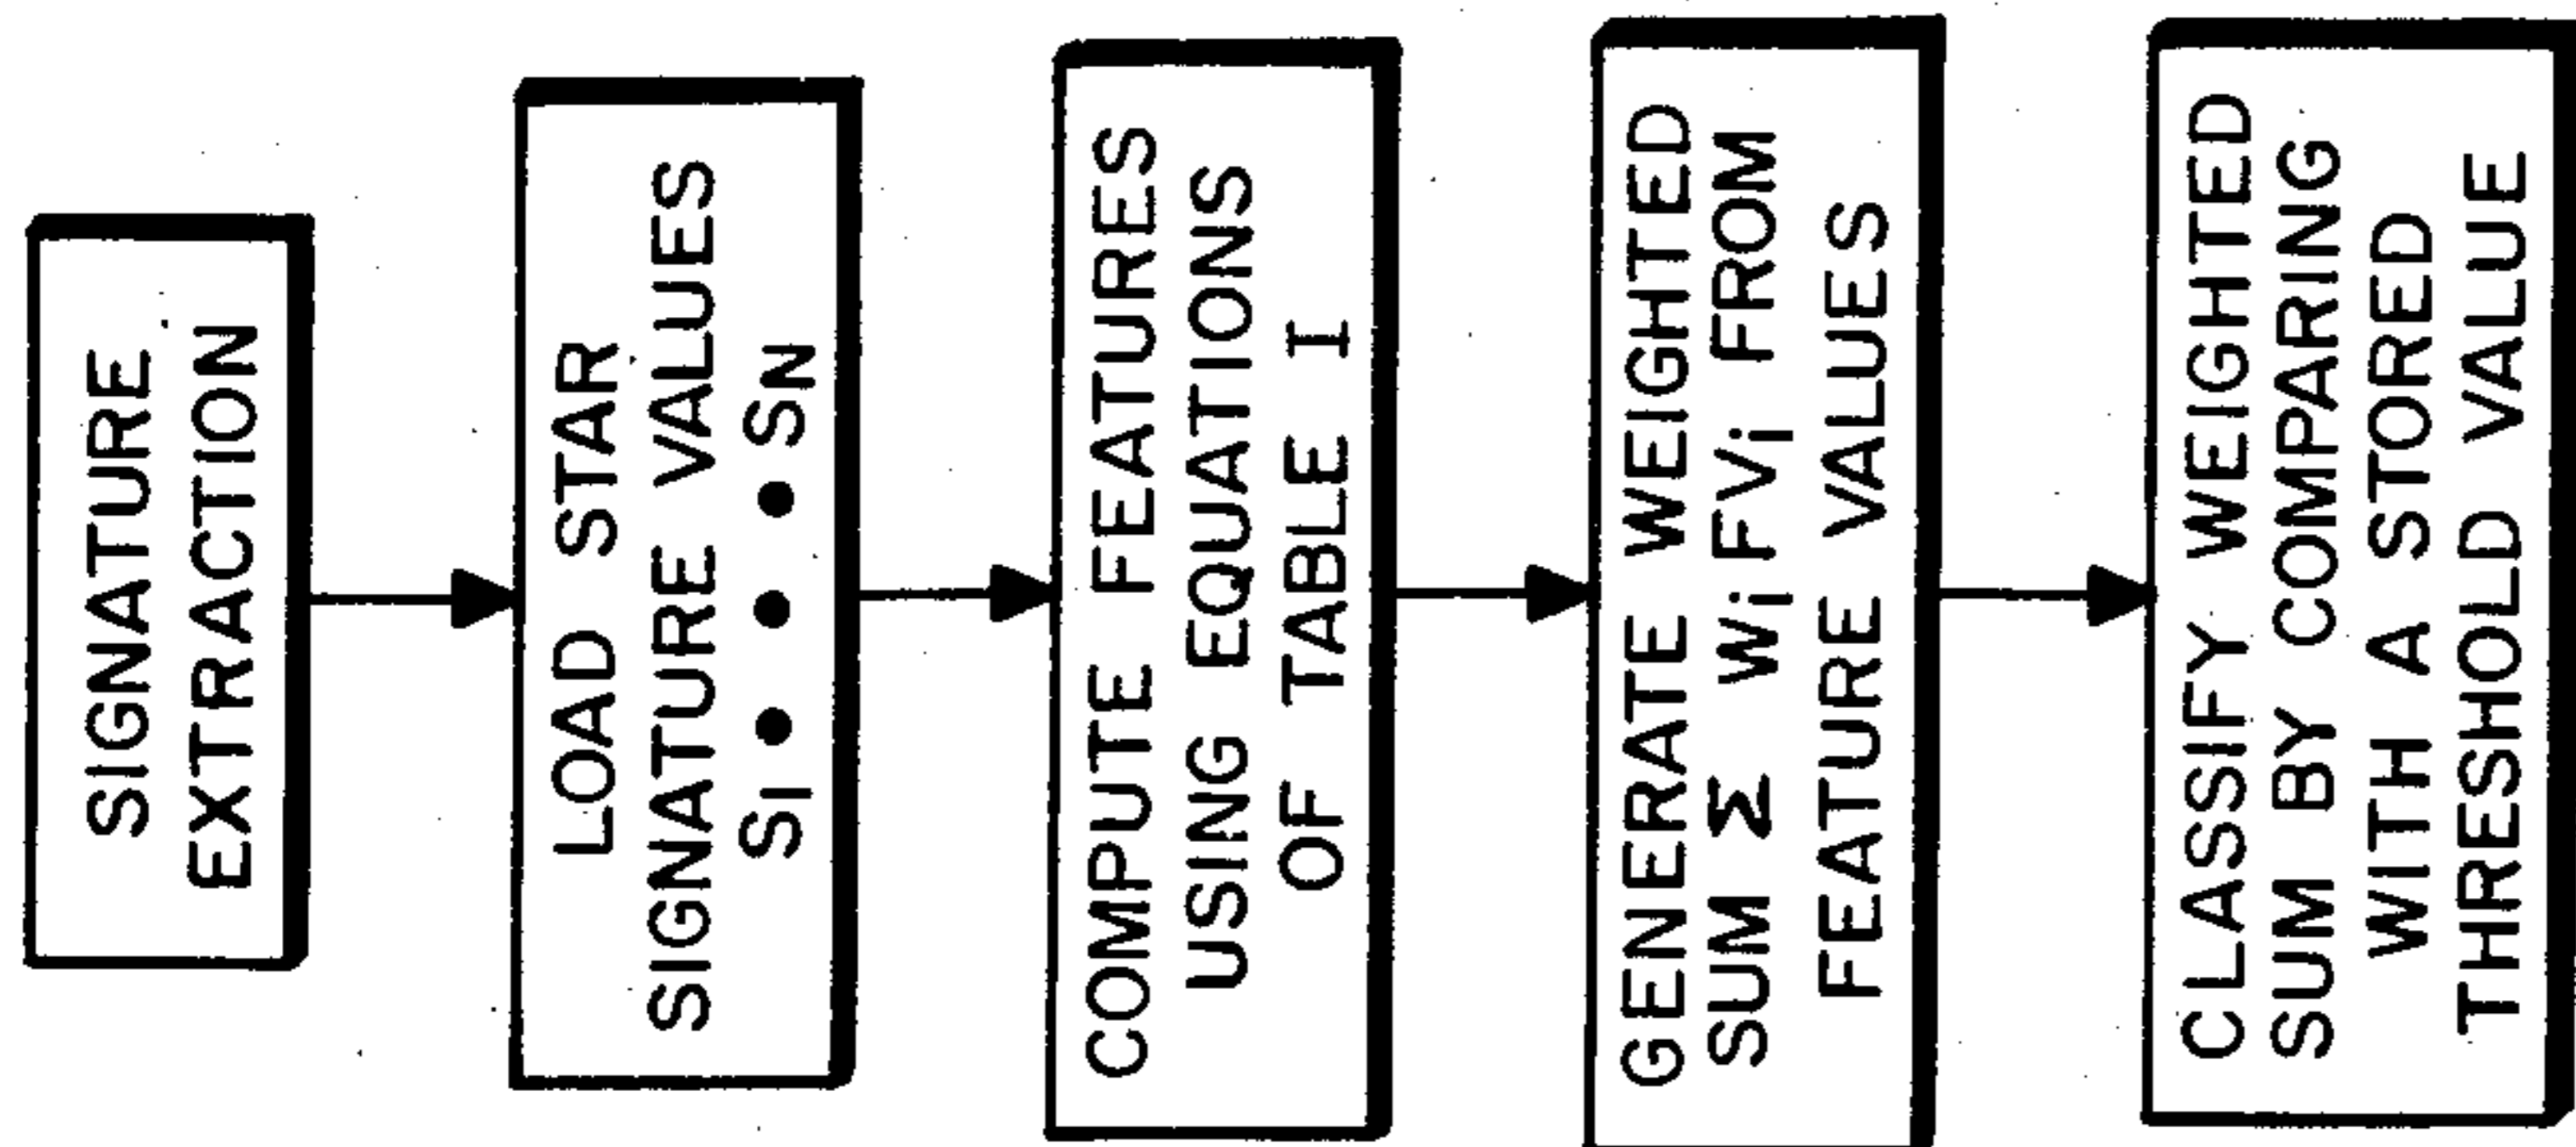 SIGNATURE
EXTRACTION
LOAD STAR
SIGNATURE VALUES
S1 • • • SN
COMPUTE FEATURES
USING EQUATIONS
OF TABLE I
GENERATE WEIGHTED
SUM Σ Wi FVi FROM
FEATURE VALUES
CLASSIFY WEIGHTED
SUM BY COMPARING
WITH A STORED
THRESHOLD VALUE